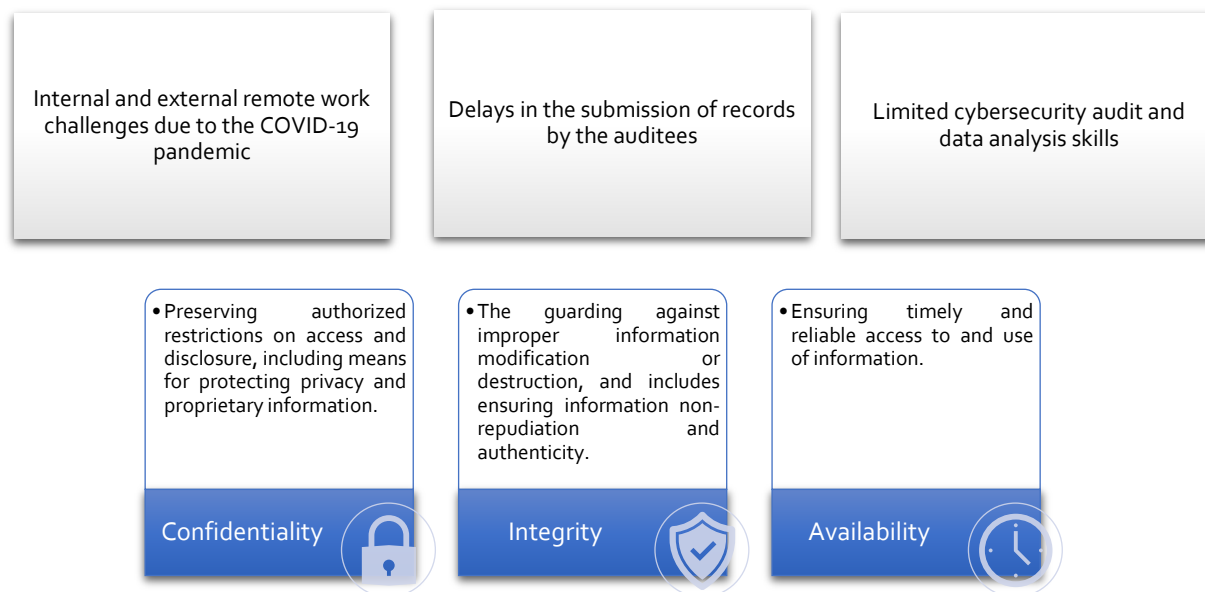 Internal and external remote work
challenges due to the COVID-19
pandemic
Delays in the submission of records
by the auditees
Limited cybersecurity audit and
data analysis skills
•Preserving authorized
restrictions on access and
disclosure, including means
for protecting privacy and
proprietary information.
Confidentiality
•The guarding against
improper information
modification or
destruction, and includes
ensuring information non-
repudiation and
authenticity.
Integrity
•Ensuring timely and
reliable access to and use
of information.
Availability